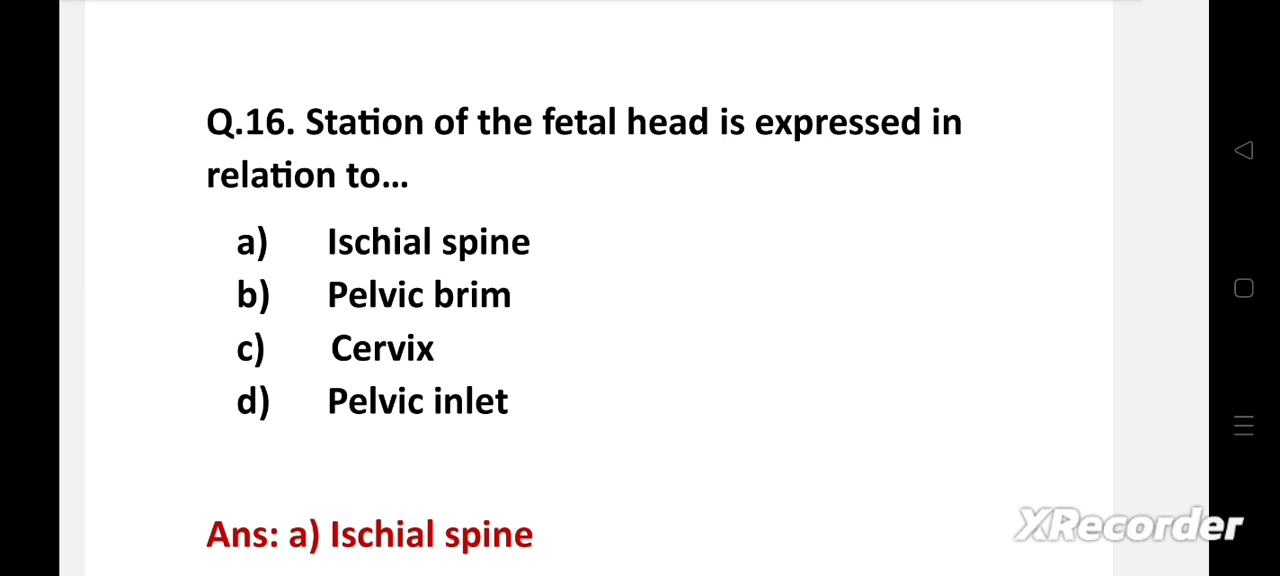 Q.16. Station of the fetal head is expressed in
relation to...
a) Ischial spine
b) Pelvic brim
c) Cervix
d) Pelvic inlet
Ans: a) Ischial spine
XRecorder